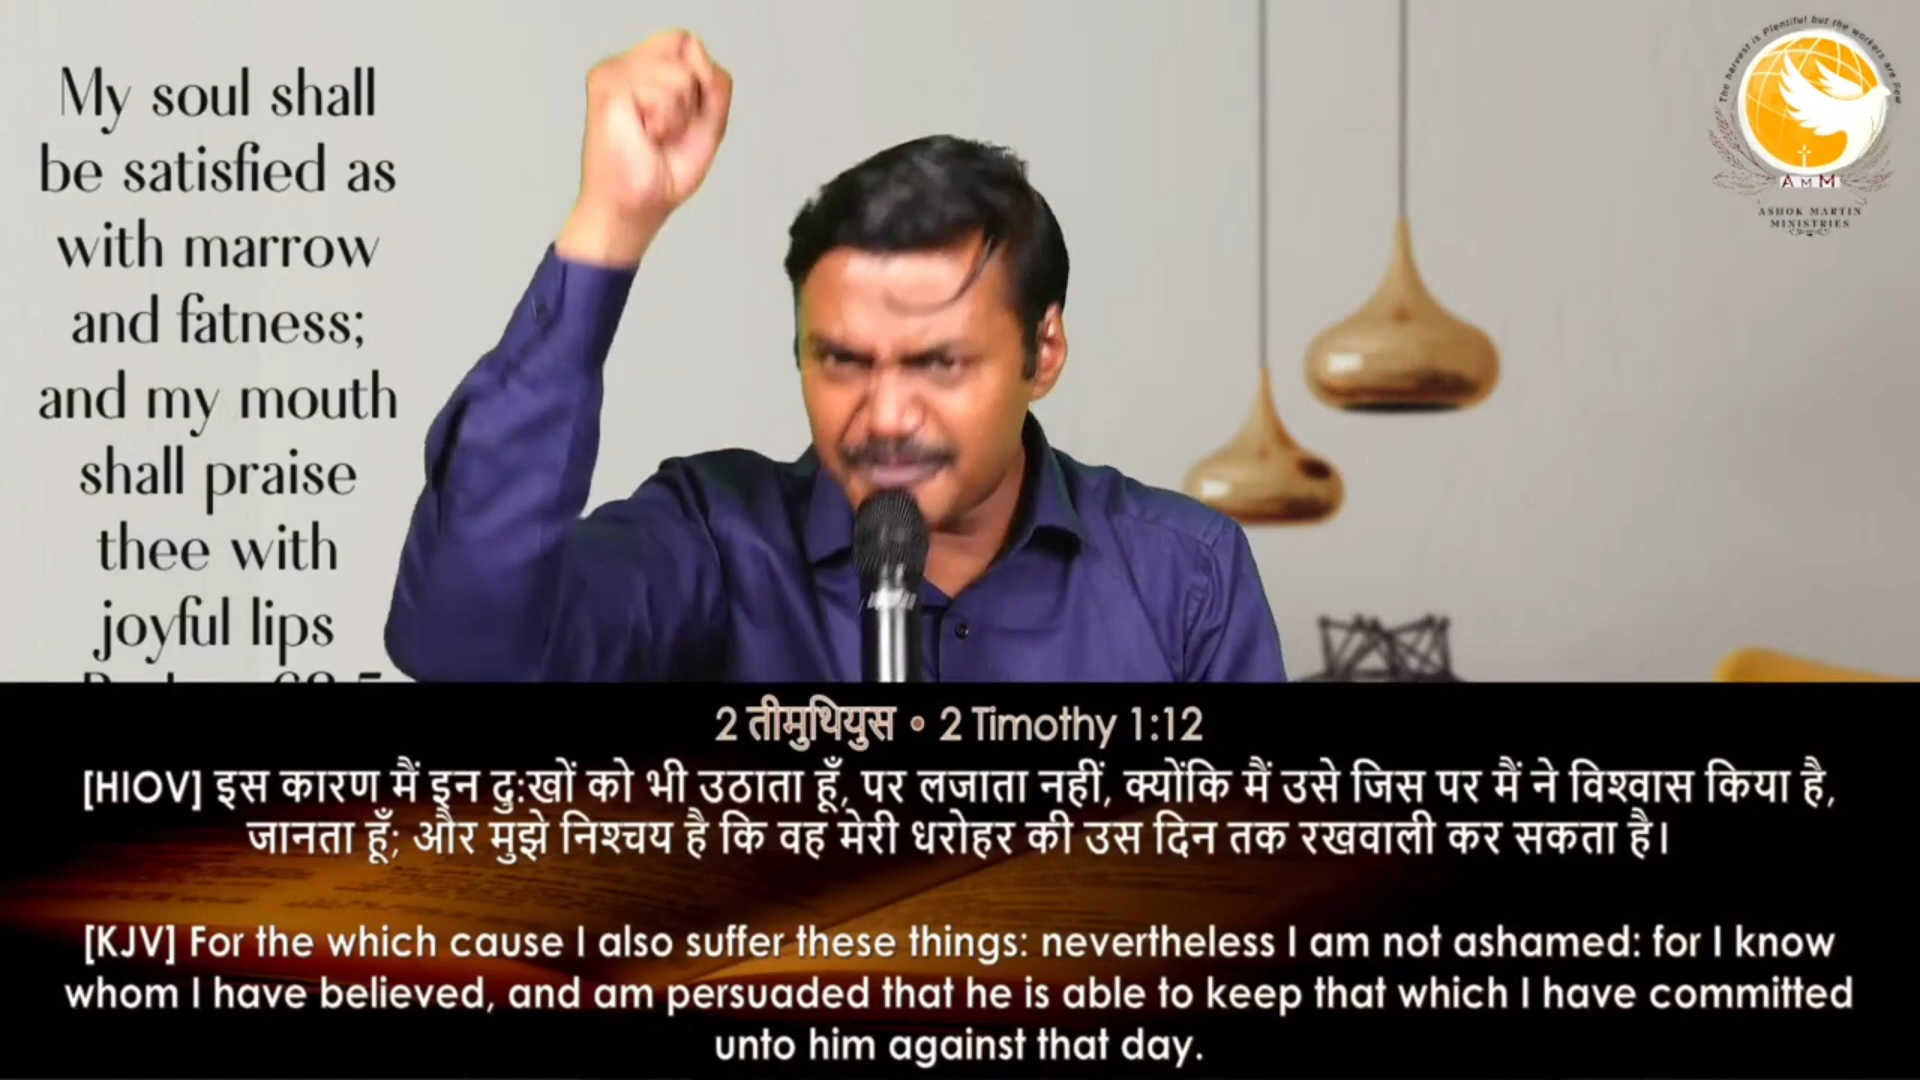 My soul shall
be satisfied as
with marrow
and fatness;
and my mouth
shall praise
thee with
joyful lips
The harvest is Plentiful but the workers are Few
AMM
ASHOK MARTIN
MINISTRIES
2 तीमुथियुस • 2 Timothy 1:12
[HIOV] इस कारण मैं इन दु:खों को भी उठाता हूँ, पर लजाता नहीं, क्योंकि मैं उसे जिस पर मैं ने विश्वास किया है,
जानता हूँ; और मुझे निश्चय है कि वह मेरी धरोहर की उस दिन तक रखवाली कर सकता है।
[KJV] For the which cause I also suffer these things: nevertheless I am not ashamed: for I know
whom I have believed, and am persuaded that he is able to keep that which I have committed
unto him against that day.